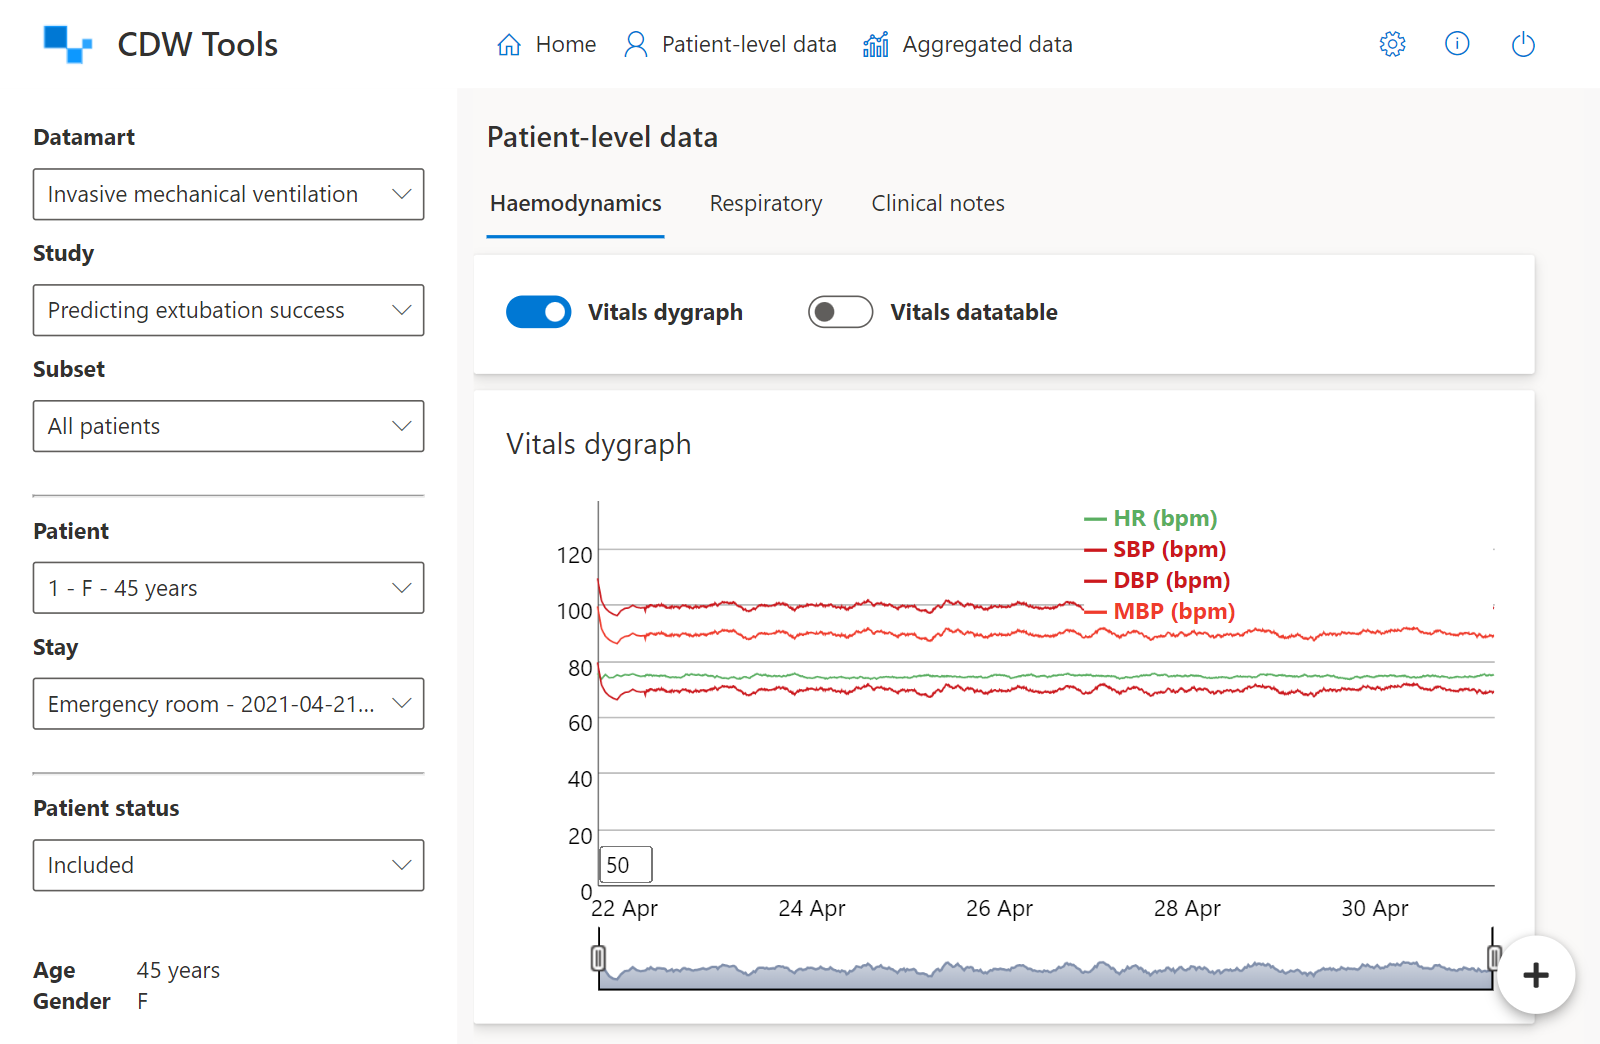 CDW Tools
Home
Patient-level data
Aggregated data
Datamart
Invasive mechanical ventilation
Study
Predicting extubation success
Subset
All patients
Patient
1 - F - 45 years
Stay
Emergency room - 2021-04-21...
Patient status
Included
Age 45 years
Gender F
Patient-level data
Haemodynamics
Respiratory
Clinical notes
Vitals dygraph
Vitals datatable
Vitals dygraph
HR (bpm)
SBP (bpm)
DBP (bpm)
MBP (bpm)
120
100
80
60
40
20
0
50
22 Apr
24 Apr
26 Apr
28 Apr
30 Apr